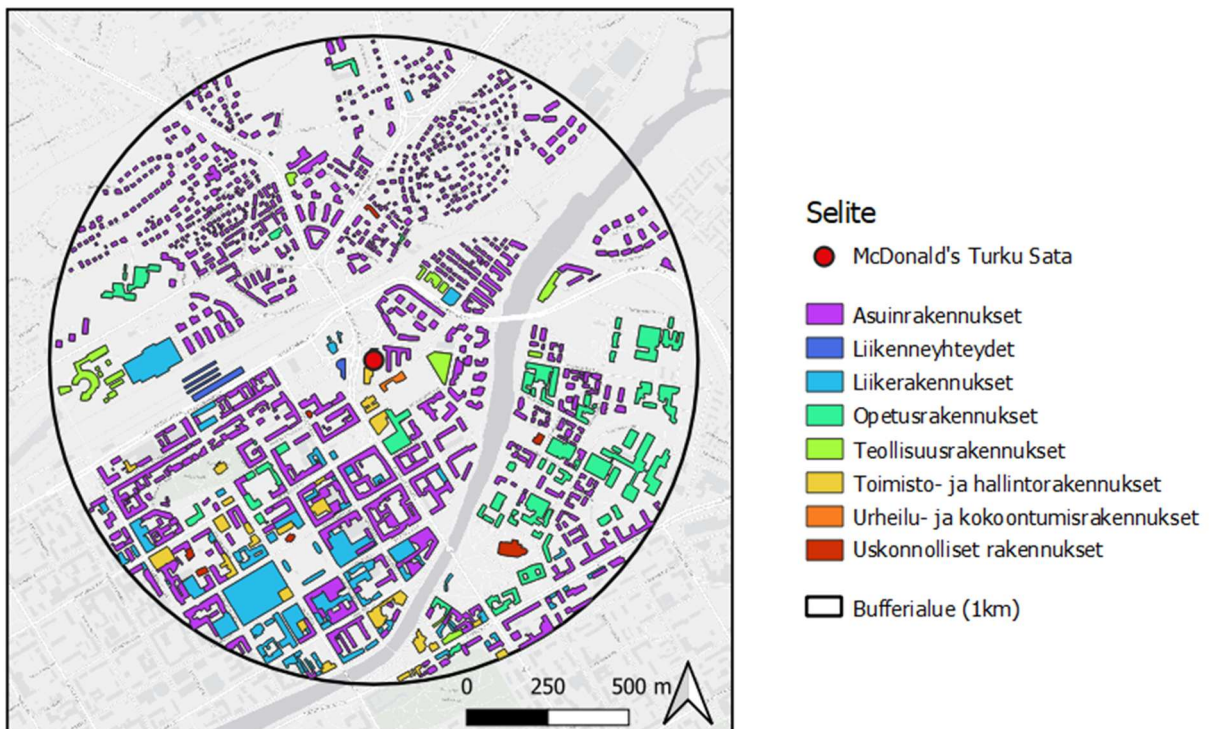 Selite
McDonald's Turku Sata
Asuinrakennukset
Liikenneyhteydet
Liikerakennukset
Opetusrakennukset
Teollisuusrakennukset
Toimisto- ja hallintorakennukset
Urheilu- ja kokoontumisrakennukset
Uskonnolliset rakennukset
Bufferialue (1km)
0 250 500 m